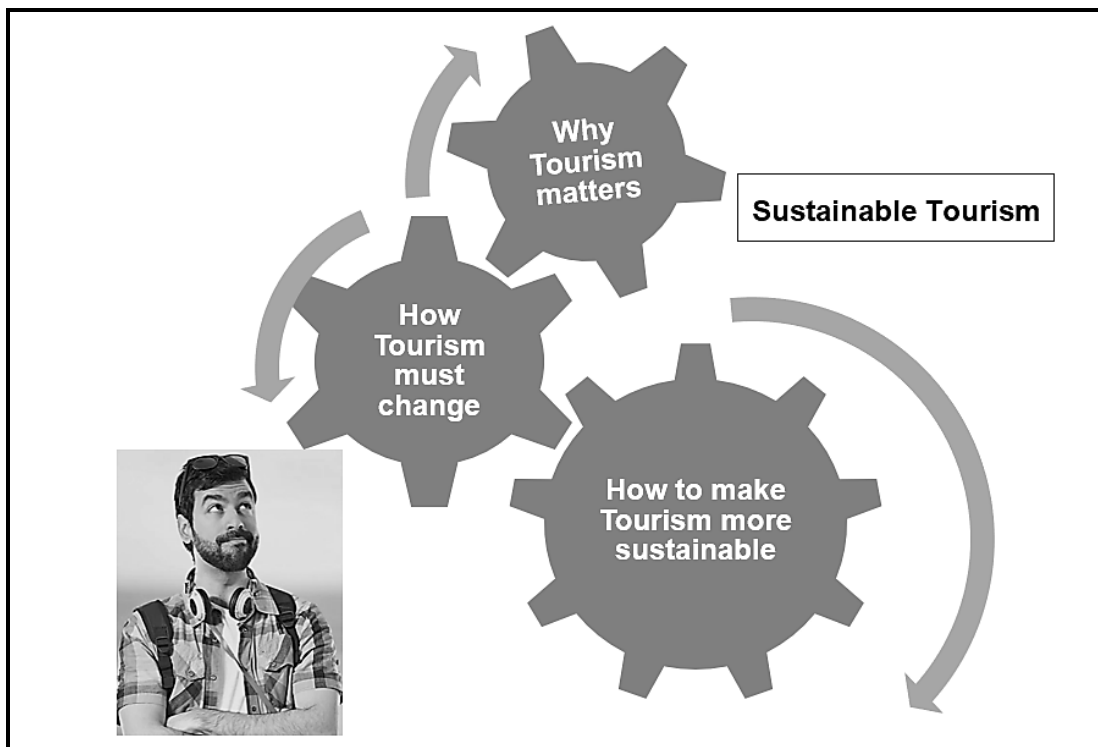 Why
Tourism
matters
Sustainable Tourism
How
Tourism
must
change
How to make
Tourism more
sustainable